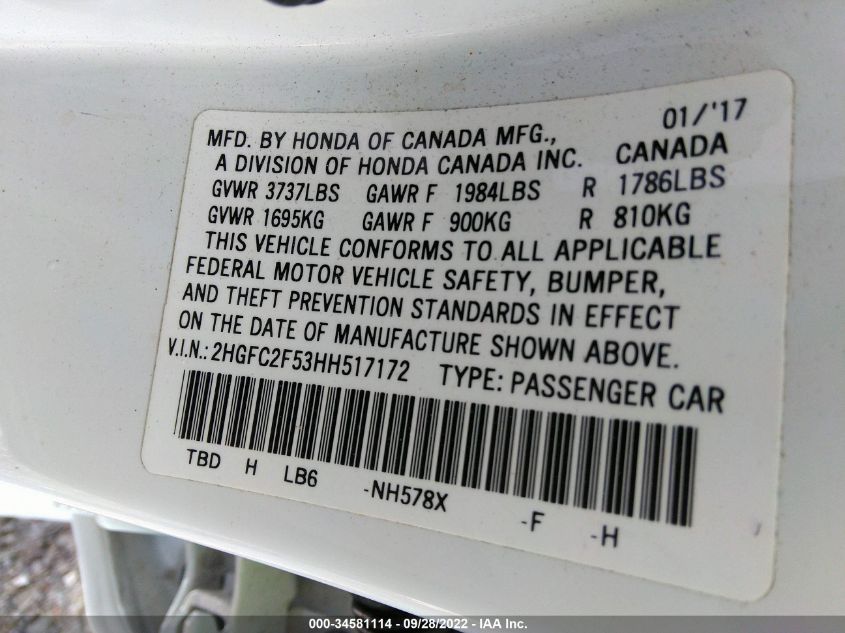 01/'17
MFD. BY HONDA OF CANADA MFG.,
A DIVISION OF HONDA CANADA INC. CANADA
GVWR 3737LBS GAWR F 1984LBS R 1786LBS
GVWR 1695KG GAWR F 900KG R 810KG
THIS VEHICLE CONFORMS TO ALL APPLICABLE
FEDERAL MOTOR VEHICLE SAFETY, BUMPER,
AND THEFT PREVENTION STANDARDS IN EFFECT
ON THE DATE OF MANUFACTURE SHOWN ABOVE.
V.I.N.: 2HGFC2F53HH517172 TYPE: PASSENGER CAR
TBD H LB6 -NH578X -F -H
000-34581114 - 09/28/2022 - IAA Inc.